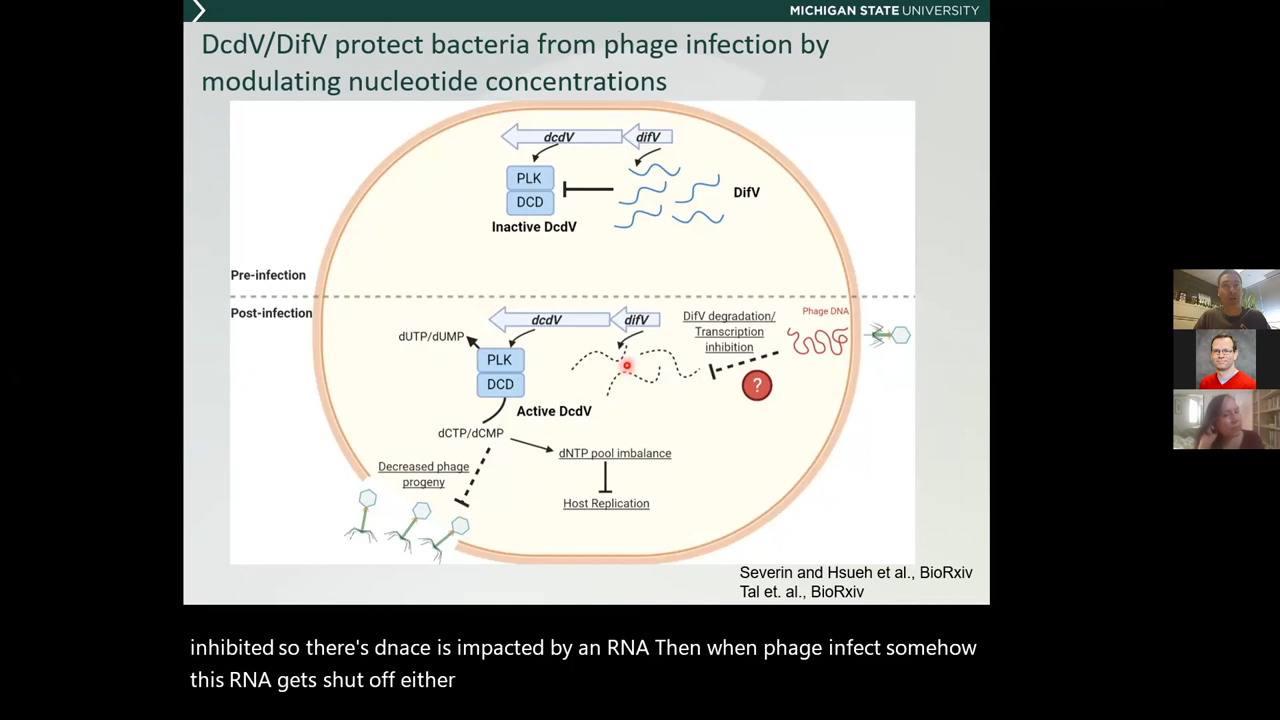 MICHIGAN STATE UNIVERSITY
DcdV/DifV protect bacteria from phage infection by
modulating nucleotide concentrations
dcdV
difV
PLK
DCD
DifV
Inactive DcdV
Pre-infection
Post-infection
dcdV
difV
DifV degradation/
Transcription
inhibition
Phage DNA
dUTP/dUMP
PLK
DCD
?
Active DcdV
dCTP/dCMP
dNTP pool imbalance
Decreased phage
progeny
Host Replication
Severin and Hsueh et al., BioRxiv
Tal et. al., BioRxiv
inhibited so there's dnace is impacted by an RNA Then when phage infect somehow
this RNA gets shut off either